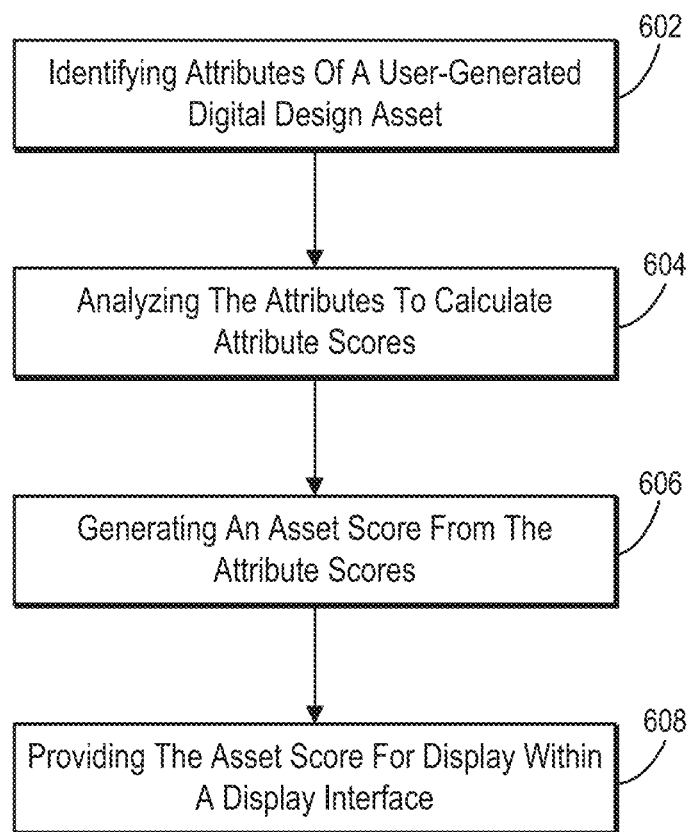 602
Identifying Attributes Of A User-Generated
Digital Design Asset
604
Analyzing The Attributes To Calculate
Attribute Scores
606
Generating An Asset Score From The
Attribute Scores
608
Providing The Asset Score For Display Within
A Display Interface